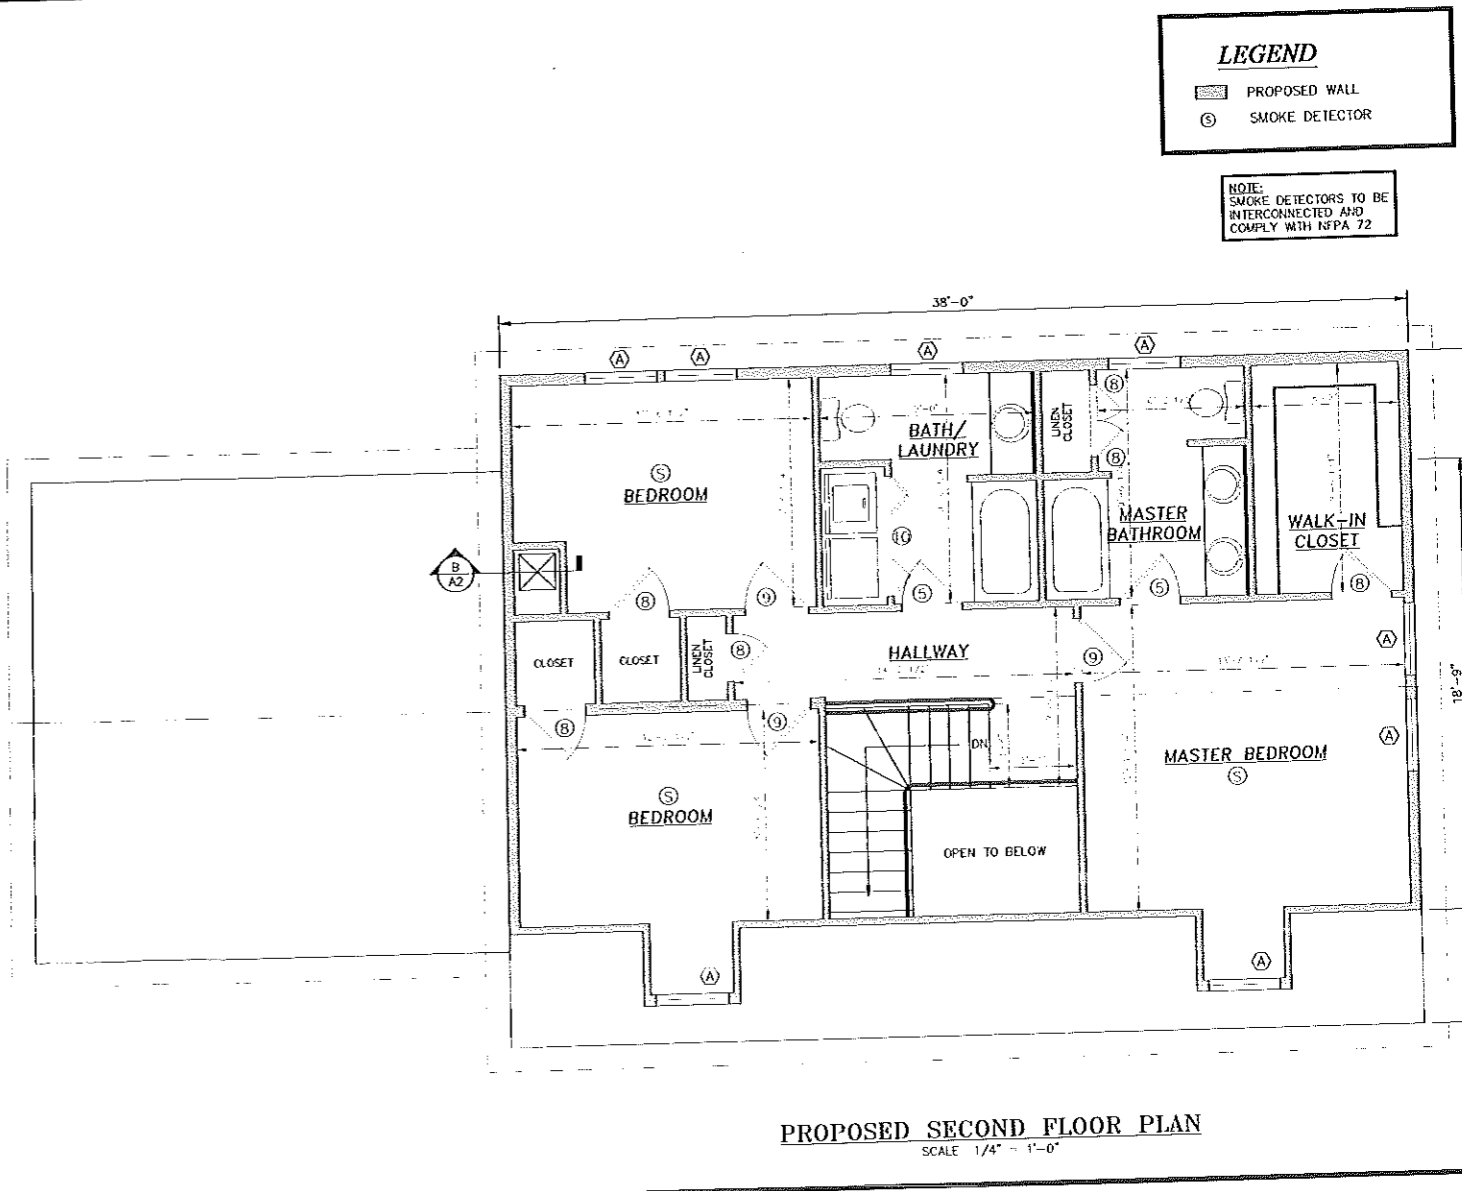 LEGEND
PROPOSED WALL
S SMOKE DETECTOR
NOTE:
SMOKE DETECTORS TO BE
INTERCONNECTED AND
COMPLY WITH NFPA 72
38'-0"
A
A
A
A
8
LINEN
CLOSET
8
BATH/
LAUNDRY
S
BEDROOM
MASTER
BATHROOM
WALK-IN
CLOSET
10
B
A2
8
9
5
5
8
CLOSET
CLOSET
LINEN
CLOSET
8
HALLWAY
9
A
18'-9"
8
9
DN
A
MASTER BEDROOM
S
S
BEDROOM
OPEN TO BELOW
A
A
PROPOSED SECOND FLOOR PLAN
SCALE 1/4" = 1'-0"